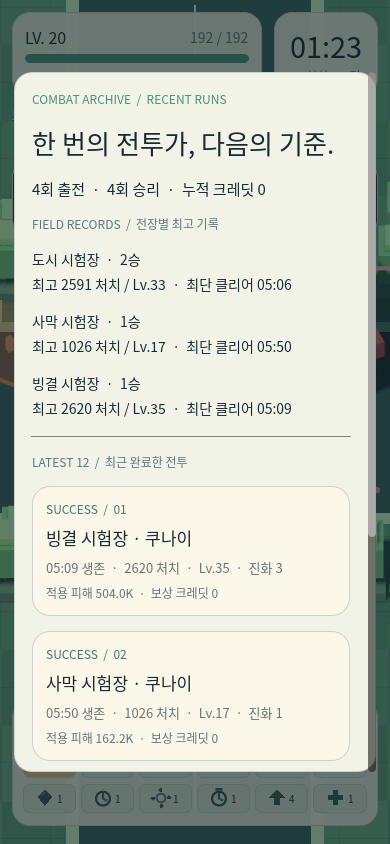 LV. 20
192 / 192
01:23
COMBAT ARCHIVE / RECENT RUNS
한 번의 전투가, 다음의 기준.
4회 출전 · 4회 승리 · 누적 크레딧 0
FIELD RECORDS / 전장별 최고 기록
도시 시험장 · 2승
최고 2591 처치 / Lv.33 · 최단 클리어 05:06
사막 시험장 · 1승
최고 1026 처치 / Lv.17 · 최단 클리어 05:50
빙결 시험장 · 1승
최고 2620 처치 / Lv.35 · 최단 클리어 05:09
LATEST 12 / 최근 완료한 전투
SUCCESS / 01
빙결 시험장 · 쿠나이
05:09 생존 · 2620 처치 · Lv.35 · 진화 3
적용 피해 504.0K · 보상 크레딧 0
SUCCESS / 02
사막 시험장 · 쿠나이
05:50 생존 · 1026 처치 · Lv.17 · 진화 1
적용 피해 162.2K · 보상 크레딧 0
1 1 1 1 4 1